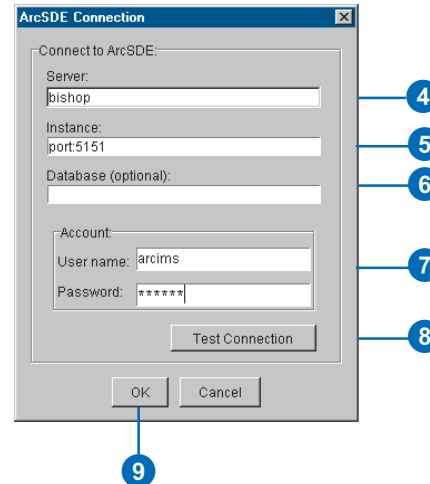 ArcSDE Connection
Connect to ArcSDE:
Server:
bishop
4
Instance:
port:5151
5
Database (optional):
6
Account:
User name: arcims
7
Password: ******
Test Connection
8
OK Cancel
9